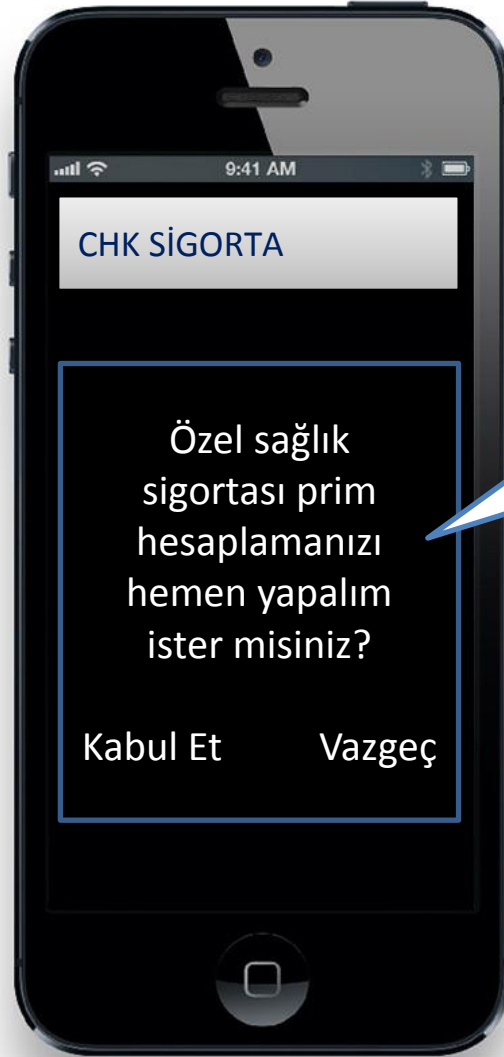 9:41 AM
CHK SİGORTA
Özel sağlık
sigortası prim
hesaplamanızı
hemen yapalım
ister misiniz?
Kabul Et Vazgeç